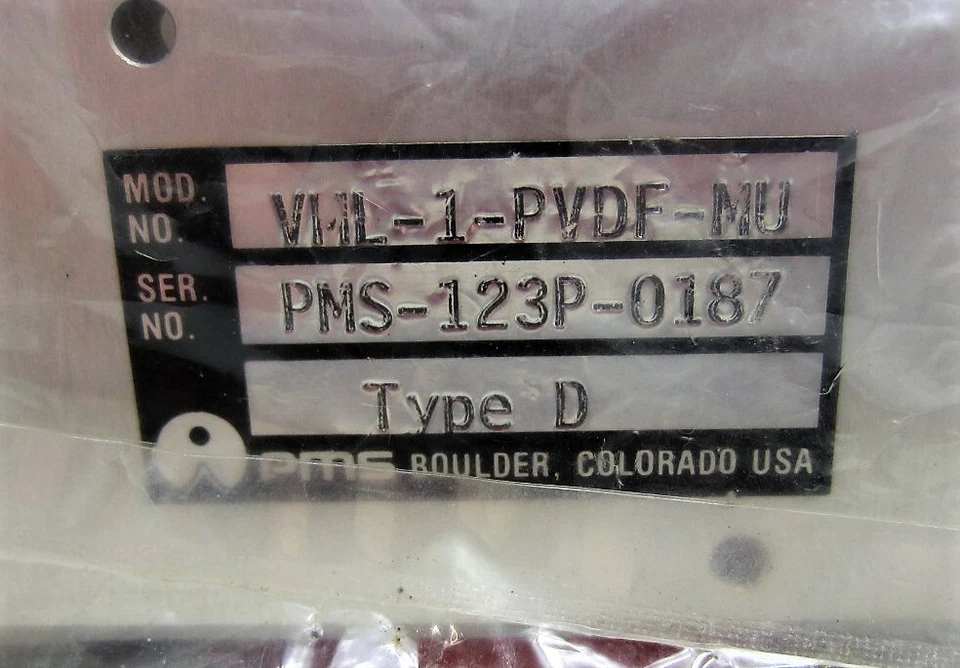 MOD. NO. VML-1-PVDF-MU
SER. NO. PMS-123P-0187
Type D
PMS BOULDER, COLORADO USA